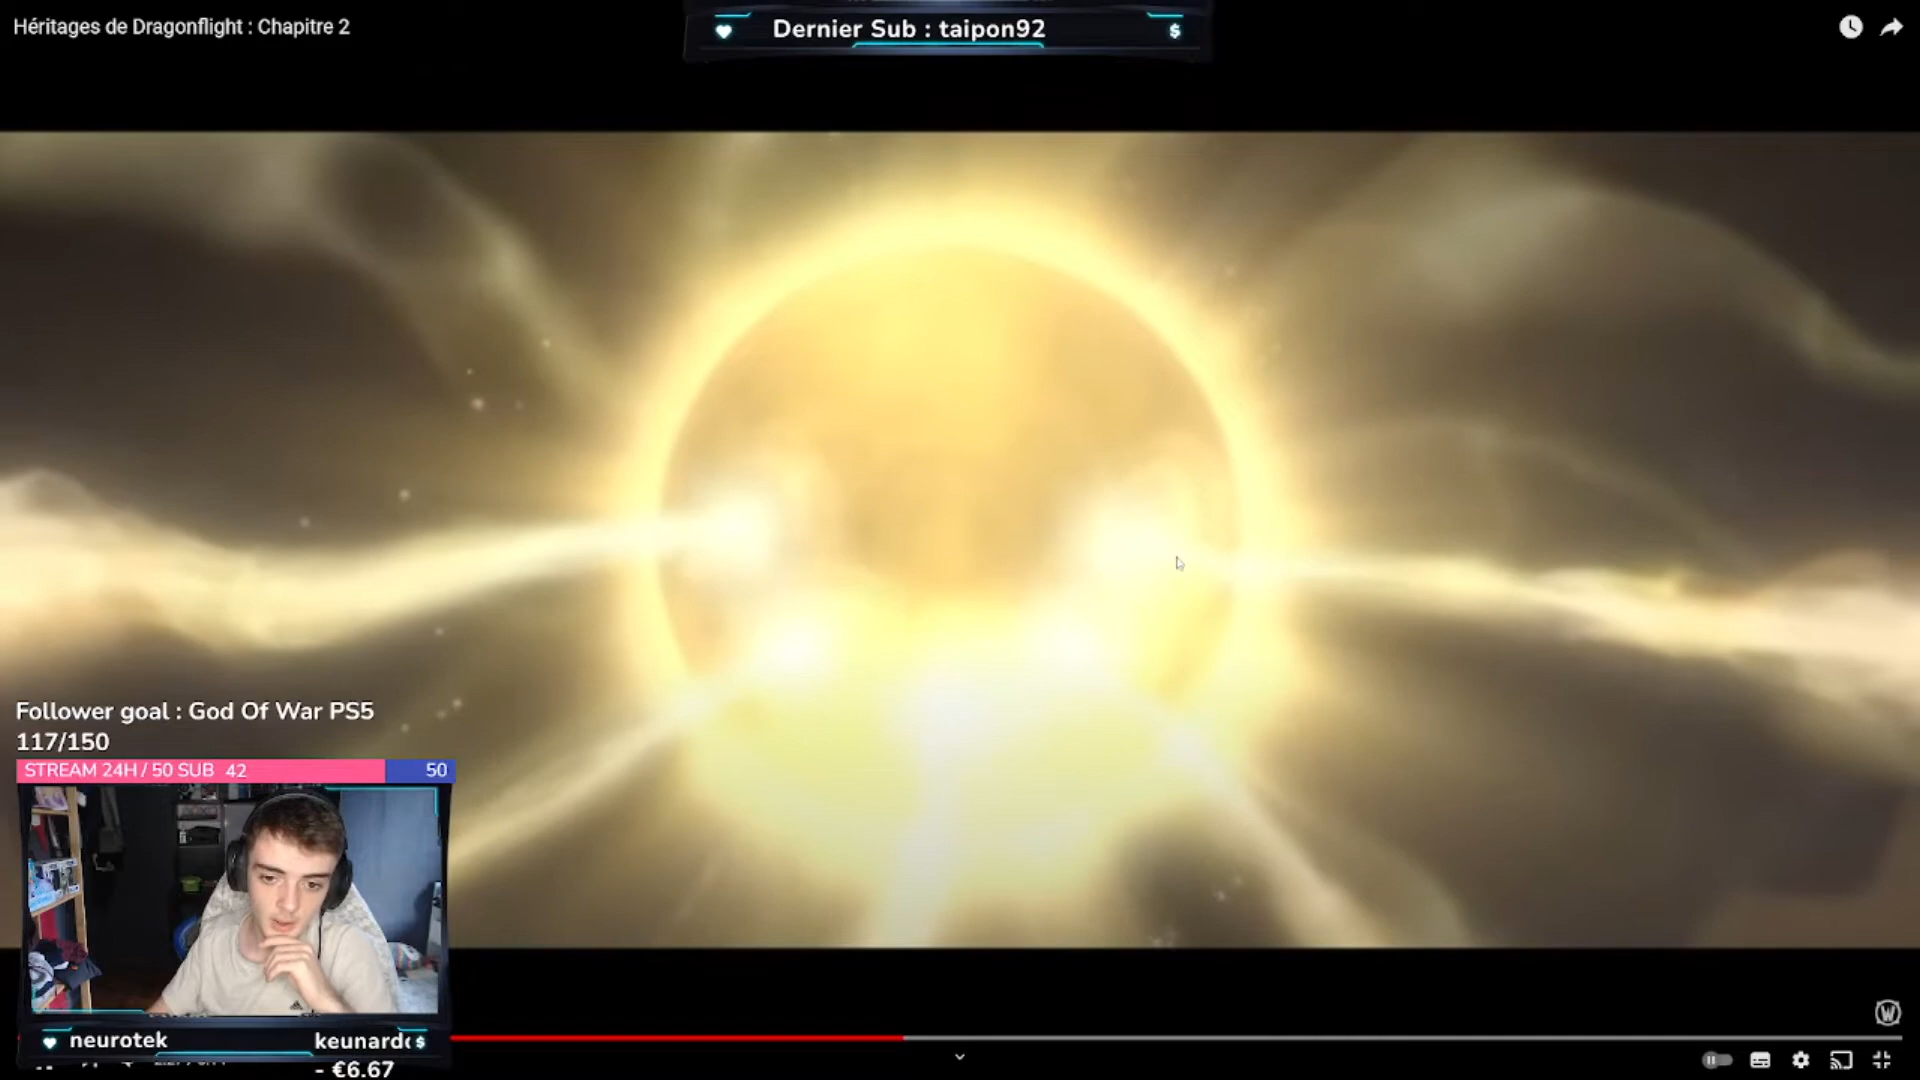 Héritages de Dragonflight : Chapitre 2
Dernier Sub : taipon92
$
Follower goal : God Of War PS5
117/150
STREAM 24H / 50 SUB 42
50
neurotek
keunard
$
- €6.67
W